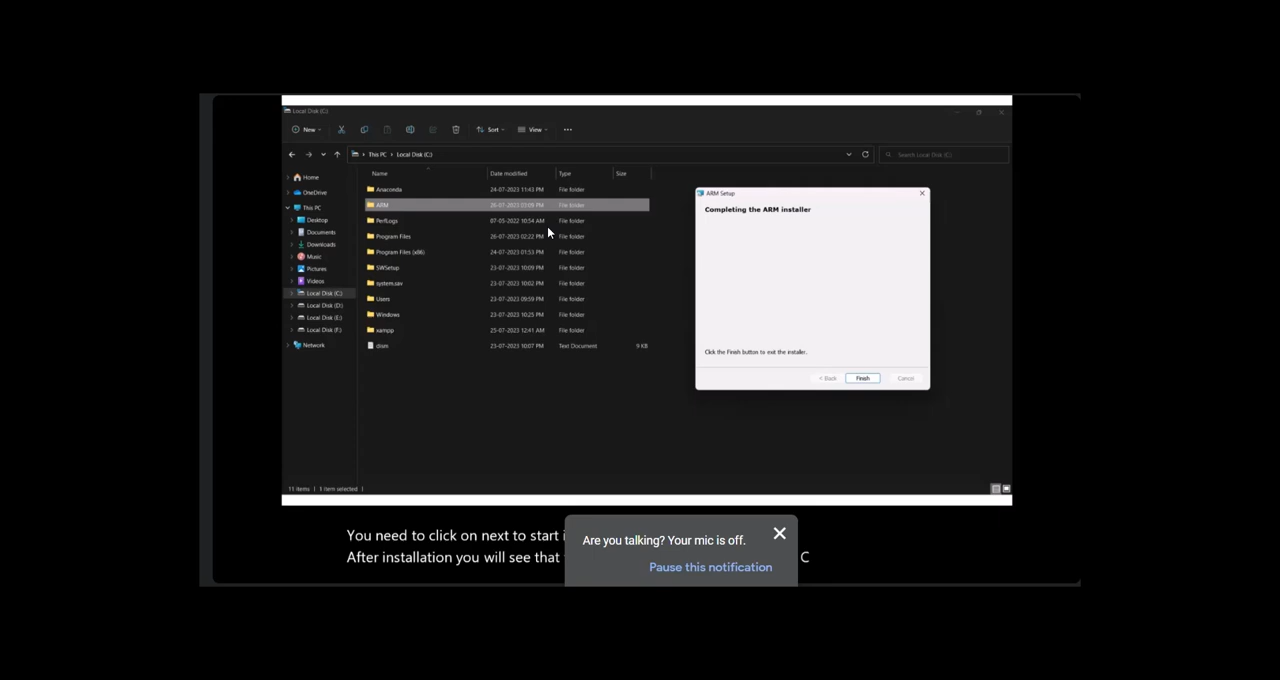 Local Disk (C:)
New
Sort
View
This PC > Local Disk (C:)
Search Local Disk (C:)
Name Date modified Type Size
Home
OneDrive
This PC
Desktop
Documents
Downloads
Music
Pictures
Videos
Local Disk (C:)
Local Disk (D:)
Local Disk (E:)
Local Disk (F:)
Network
Anaconda 24-07-2023 11:43 PM File folder
ARM 26-07-2023 03:09 PM File folder
PerfLogs 07-05-2022 10:54 AM File folder
Program Files 26-07-2023 02:22 PM File folder
Program Files (x86) 24-07-2023 01:53 PM File folder
SWSetup 23-07-2023 10:09 PM File folder
system.sav 23-07-2023 10:02 PM File folder
Users 23-07-2023 09:59 PM File folder
Windows 23-07-2023 10:25 PM File folder
xampp 25-07-2023 12:41 AM File folder
dism 23-07-2023 10:07 PM Text Document 9 KB
ARM Setup
Completing the ARM installer
Click the Finish button to exit the installer.
< Back Finish Cancel
11 items 1 item selected
You need to click on next to start
After installation you will see that
C
Are you talking? Your mic is off.
Pause this notification